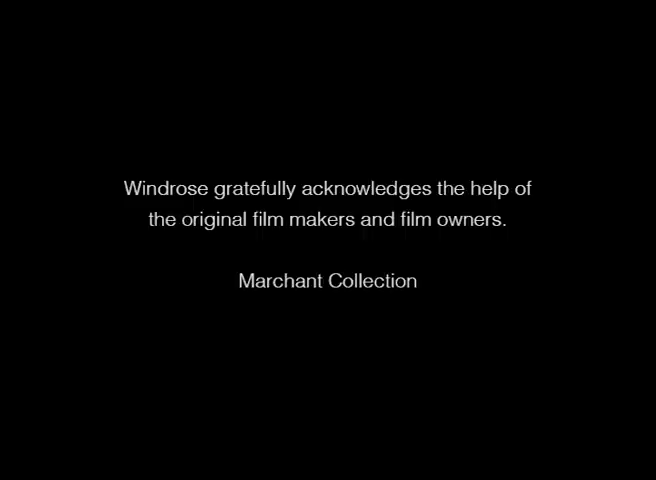 Windrose gratefully acknowledges the help of
the original film makers and film owners.
Marchant Collection